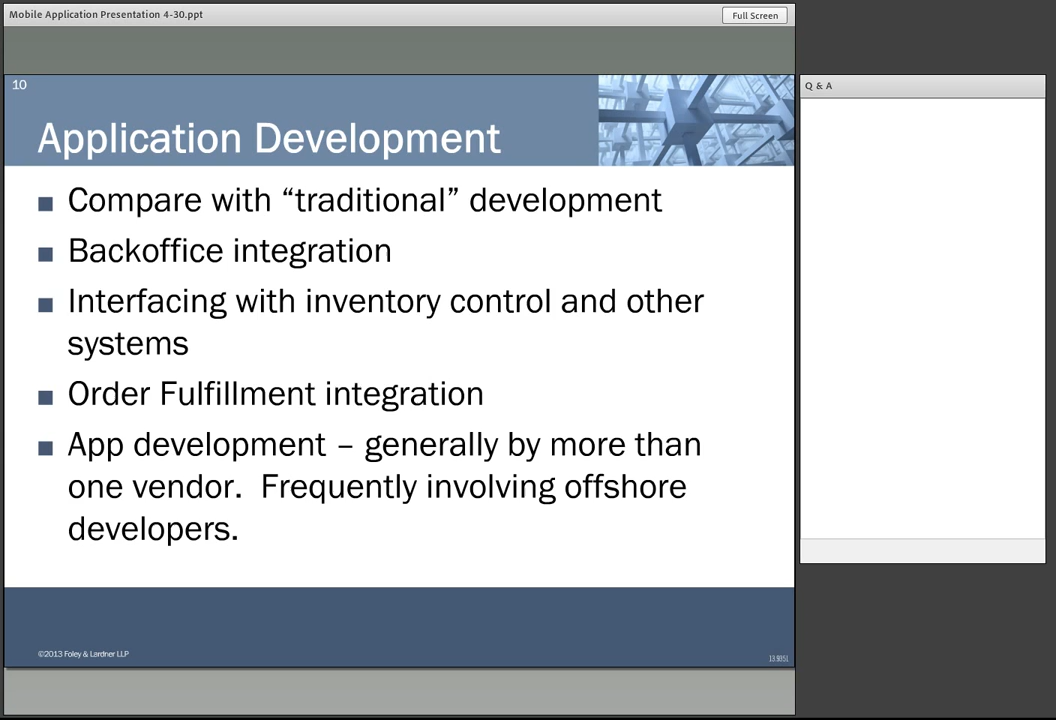 Mobile Application Presentation 4-30.ppt
Full Screen
Q & A
10
Application Development
Compare with “traditional” development
Backoffice integration
Interfacing with inventory control and other
systems
Order Fulfillment integration
App development – generally by more than
one vendor. Frequently involving offshore
developers.
©2013 Foley & Lardner LLP